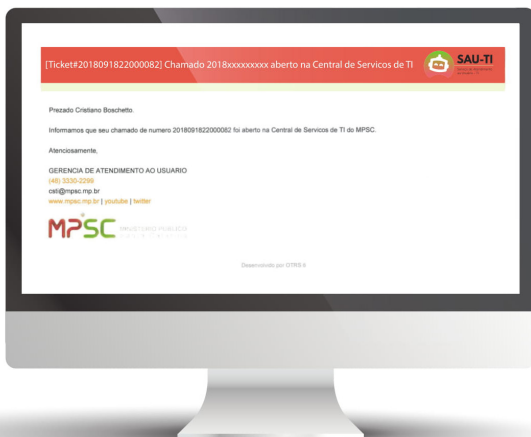 [Ticket#2018091822000082] Chamado 2018xxxxxxxxx aberto na Central de Servicos de TI
SAU-TI
Prezado Cristiano Boschetto.
Informamos que seu chamado de numero 2018091822000082 foi aberto na Central de Servicos de TI do MPSC.
Atenciosamente,
GERENCIA DE ATENDIMENTO AO USUARIO
(48) 3330-2299
csti@mpsc.mp.br
www.mpsc.mp.br | youtube | twitter
MPSC MINISTÉRIO PÚBLICO
Desenvolvido por OTRS 6